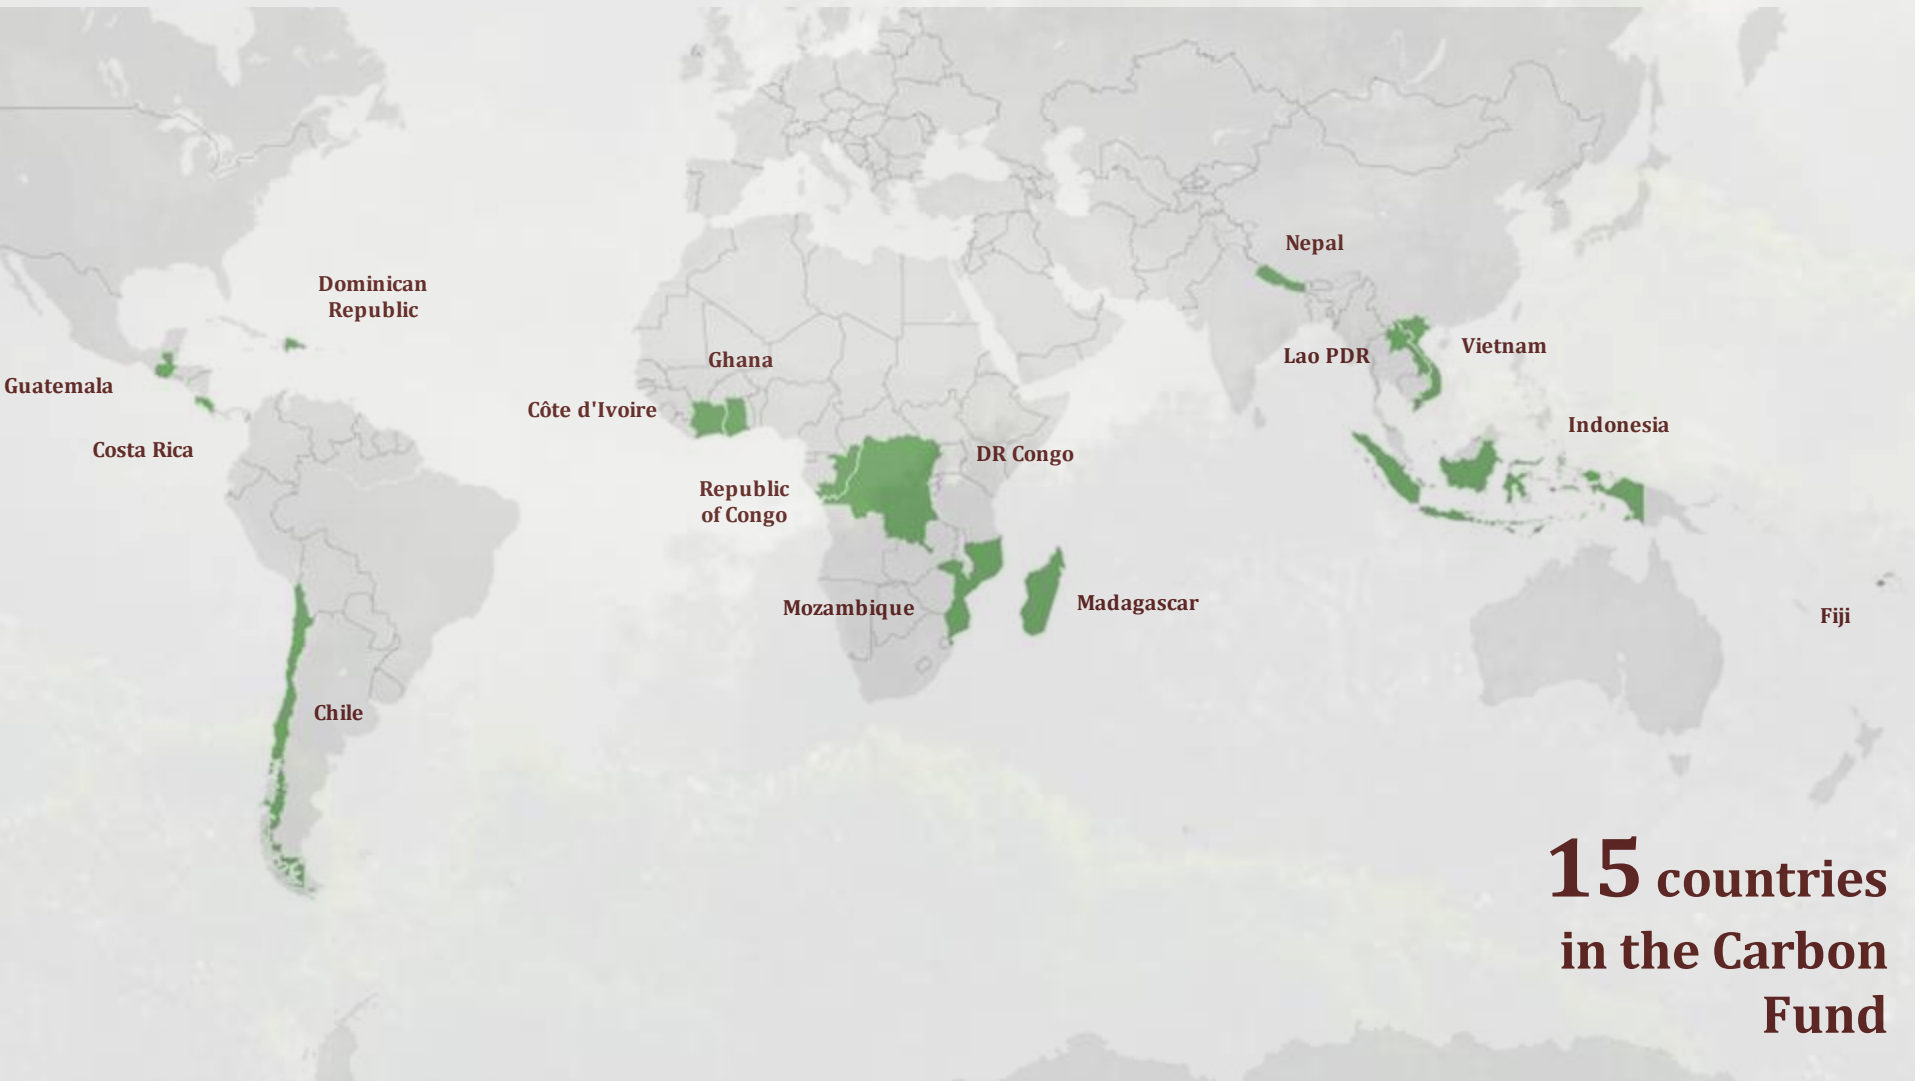 Nepal
Dominican
Republic
Vietnam
Lao PDR
Ghana
Guatemala
Côte d'Ivoire
Indonesia
Costa Rica
DR Congo
Republic
of Congo
Mozambique
Madagascar
Fiji
Chile
15 countries
in the Carbon
Fund